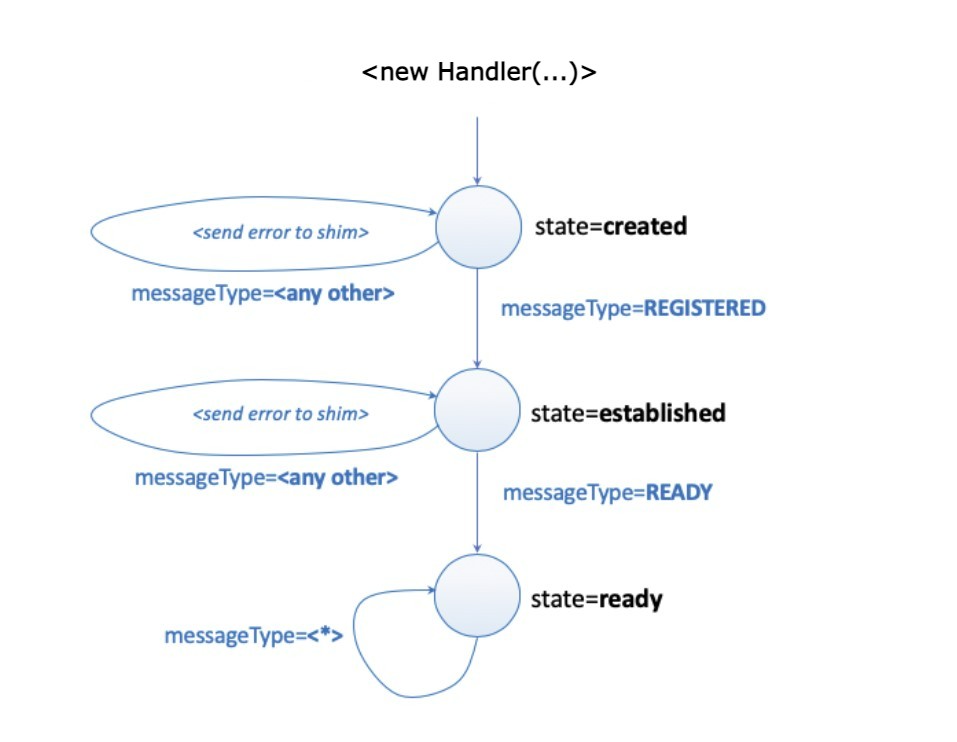 <new Handler(...)>
<send error to shim>
state=created
messageType=<any other>
messageType=REGISTERED
<send error to shim>
state=established
messageType=<any other>
messageType=READY
state=ready
messageType=<*>